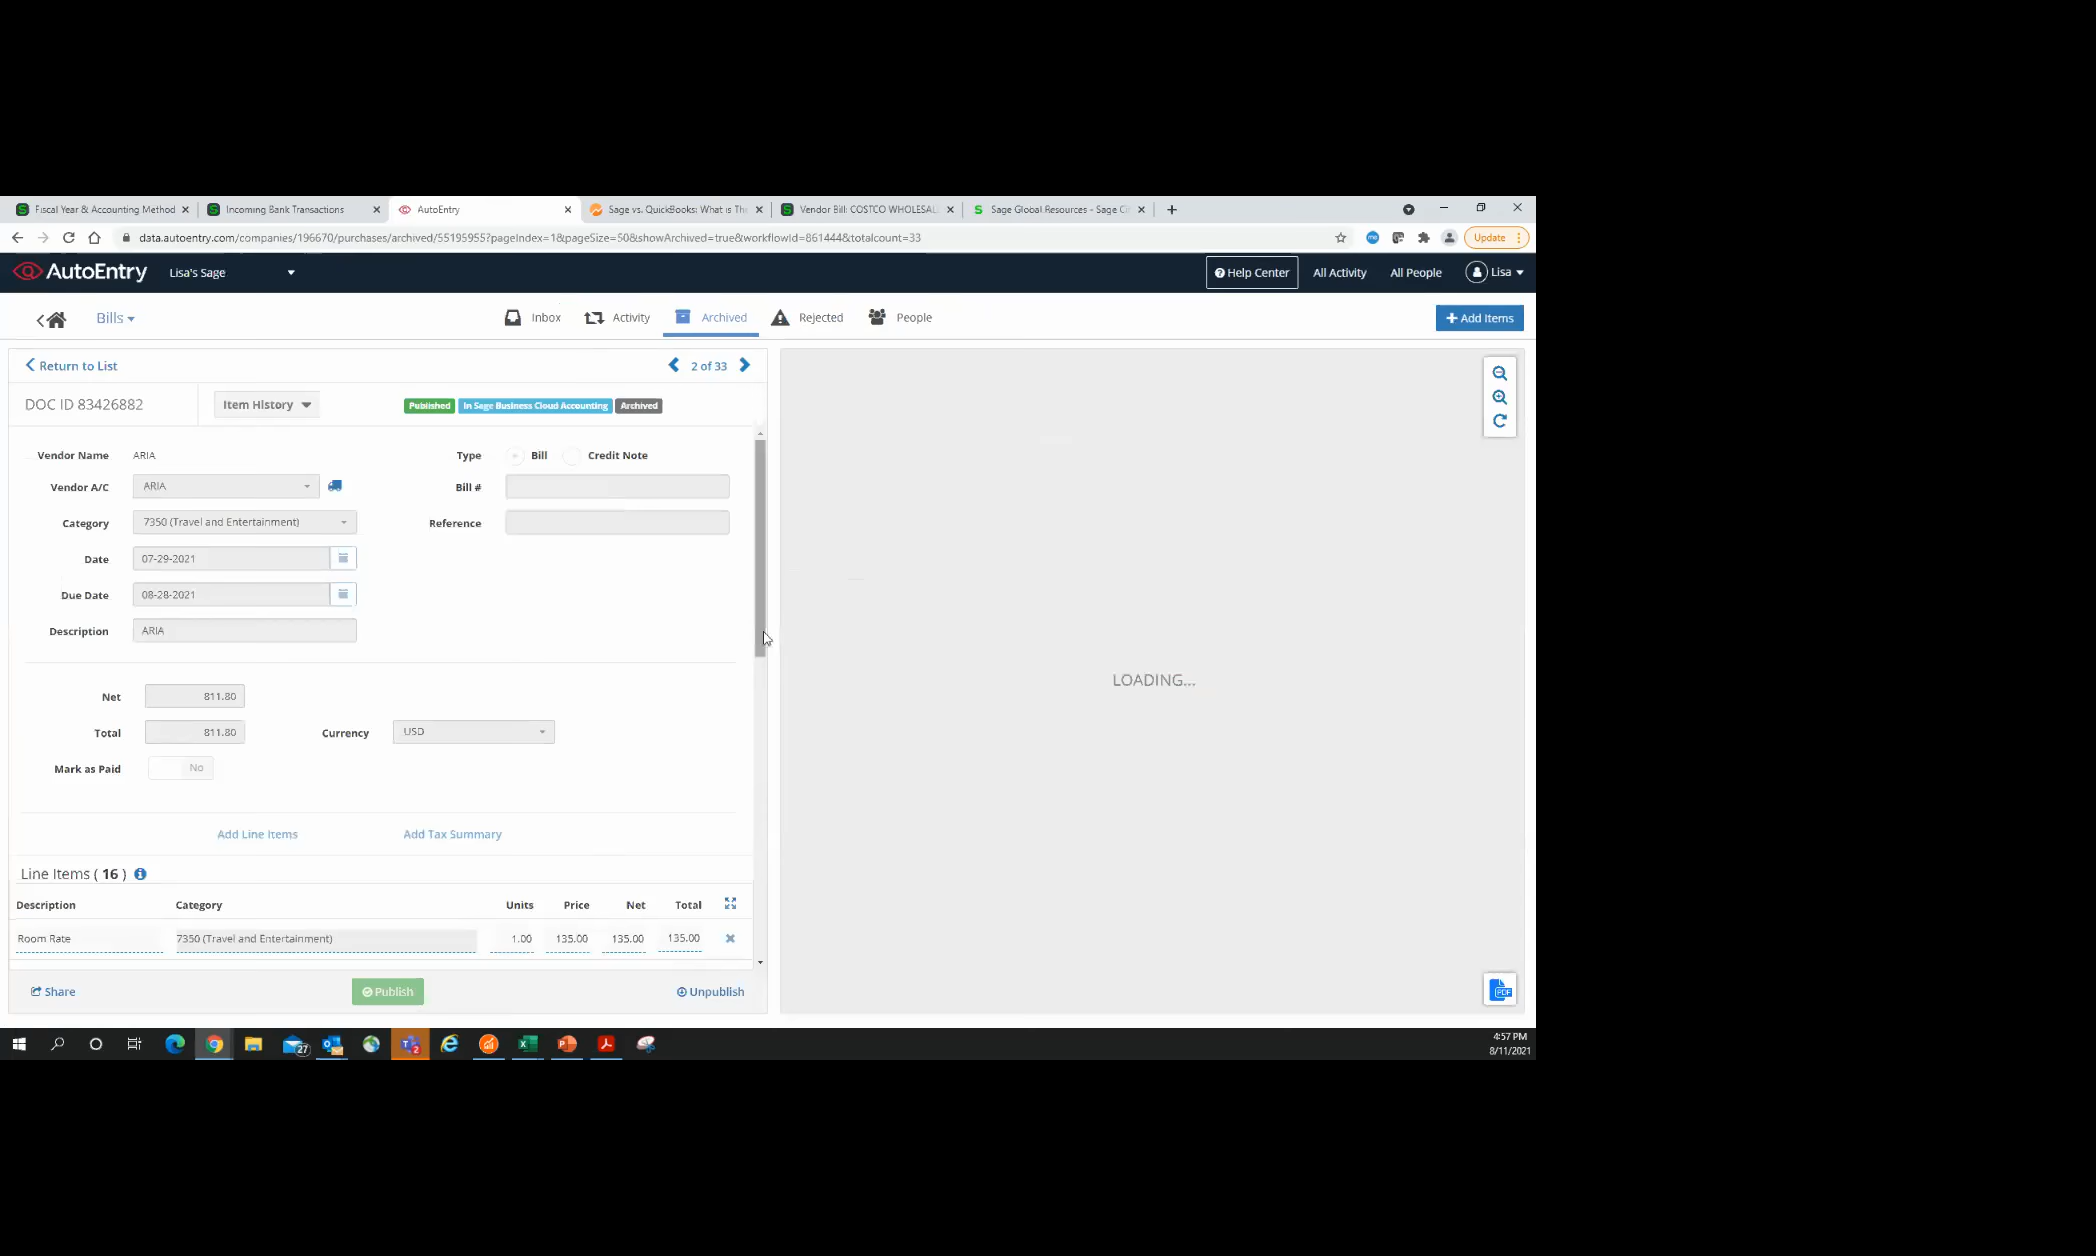 Fiscal Year & Accounting Method
Incoming Bank Transactions
AutoEntry
Sage vs. QuickBooks: What is The
Vendor Bill: COSTCO WHOLESAL
Sage Global Resources - Sage Ci
data.autoentry.com/companies/196670/purchases/archived/55195955?pageIndex=1&pageSize=50&showArchived=true&workflowId=861444&totalcount=33
Update
AutoEntry
Lisa's Sage
Help Center
All Activity
All People
Lisa
Bills
Inbox
Activity
Archived
Rejected
People
Add Items
Return to List
2 of 33
DOC ID 83426882
Item History
Published
In Sage Business Cloud Accounting
Archived
Vendor Name ARIA
Type Bill Credit Note
Vendor A/C ARIA
Bill #
Category 7350 (Travel and Entertainment)
Reference
Date 07-29-2021
Due Date 08-28-2021
Description ARIA
Net 811.80
Total 811.80
Currency USD
Mark as Paid No
Add Line Items
Add Tax Summary
Line Items ( 16 )
Description Category Units Price Net Total
Room Rate 7350 (Travel and Entertainment) 1.00 135.00 135.00 135.00
Share
Publish
Unpublish
LOADING...
PDF
27
2
4:57 PM
8/11/2021